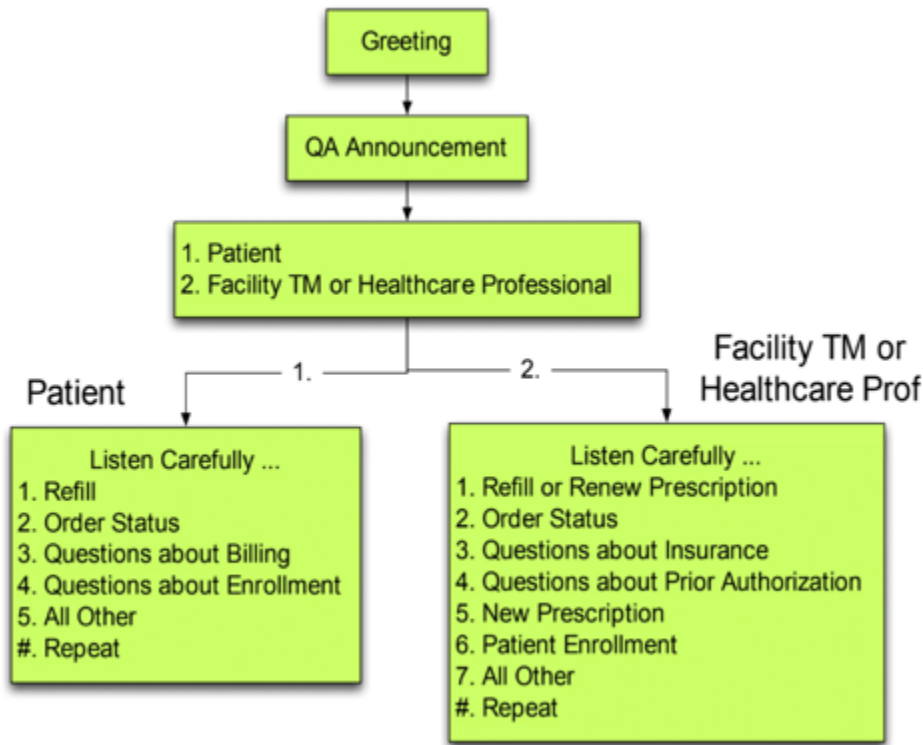 Greeting
QA Announcement
1. Patient
2. Facility TM or Healthcare Professional
1.
2.
Patient
Listen Carefully ...
1. Refill
2. Order Status
3. Questions about Billing
4. Questions about Enrollment
5. All Other
#. Repeat
Facility TM or
Healthcare Prof
Listen Carefully ...
1. Refill or Renew Prescription
2. Order Status
3. Questions about Insurance
4. Questions about Prior Authorization
5. New Prescription
6. Patient Enrollment
7. All Other
#. Repeat